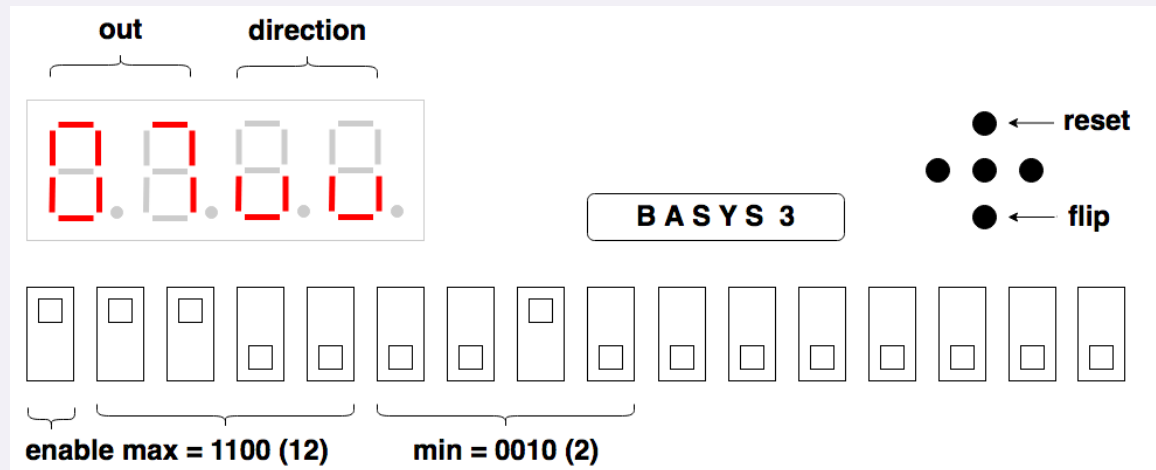 out direction
reset
BASYS 3
flip
enable max = 1100 (12) min = 0010 (2)